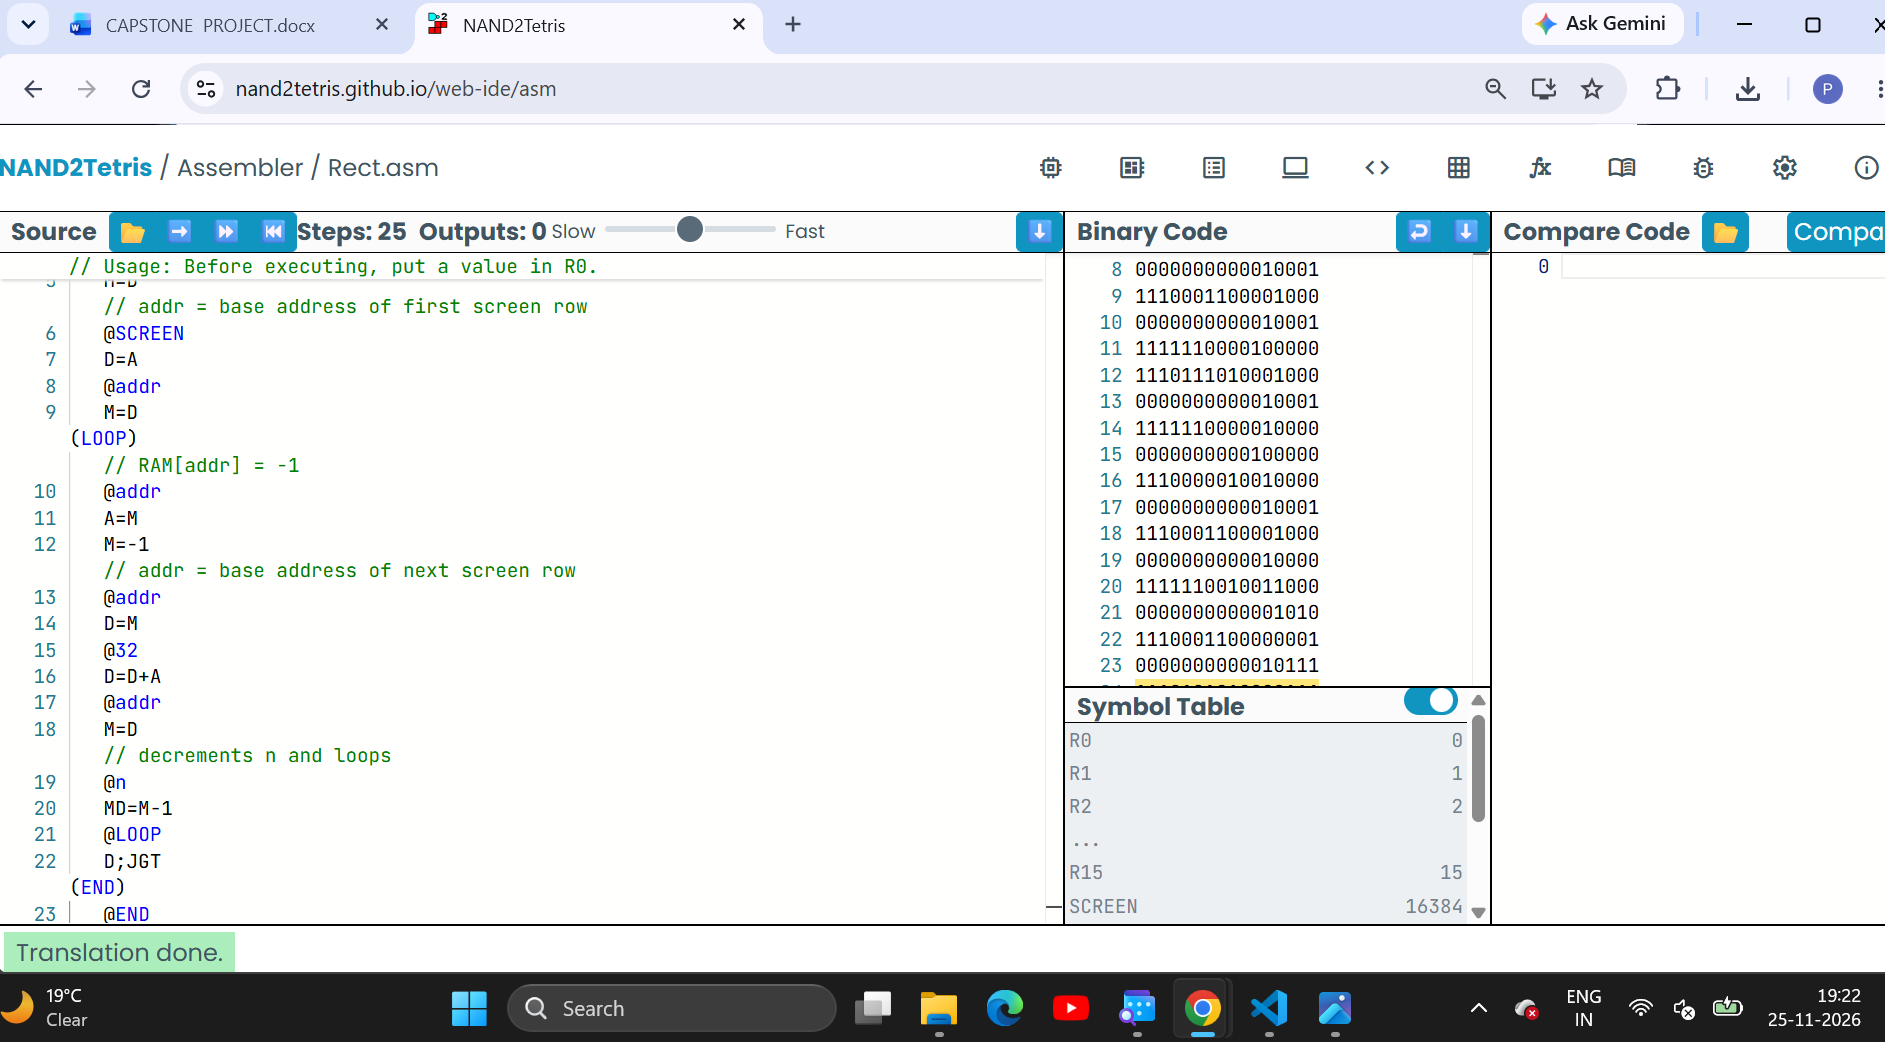 CAPSTONE PROJECT.docx
NAND2Tetris
Ask Gemini
nand2tetris.github.io/web-ide/asm
P
NAND2Tetris / Assembler / Rect.asm
Source
Steps: 25 Outputs: 0 Slow
Fast
// Usage: Before executing, put a value in R0.
// addr = base address of first screen row
6 @SCREEN
7 D=A
8 @addr
9 M=D
(LOOP)
// RAM[addr] = -1
10 @addr
11 A=M
12 M=-1
// addr = base address of next screen row
13 @addr
14 D=M
15 @32
16 D=D+A
17 @addr
18 M=D
// decrements n and loops
19 @n
20 MD=M-1
21 @LOOP
22 D;JGT
(END)
23 @END
Binary Code
8 0000000000010001
9 1110001100001000
10 0000000000010001
11 1111110000100000
12 1110111010001000
13 0000000000010001
14 1111110000010000
15 0000000000100000
16 1110000010010000
17 0000000000010001
18 1110001100001000
19 0000000000010000
20 1111110010011000
21 0000000000001010
22 1110001100000001
23 0000000000010111
Symbol Table
R0 0
R1 1
R2 2
...
R15 15
SCREEN 16384
Compare Code
Compa
0
Translation done.
19°C
Clear
Search
ENG
IN
19:22
25-11-2026